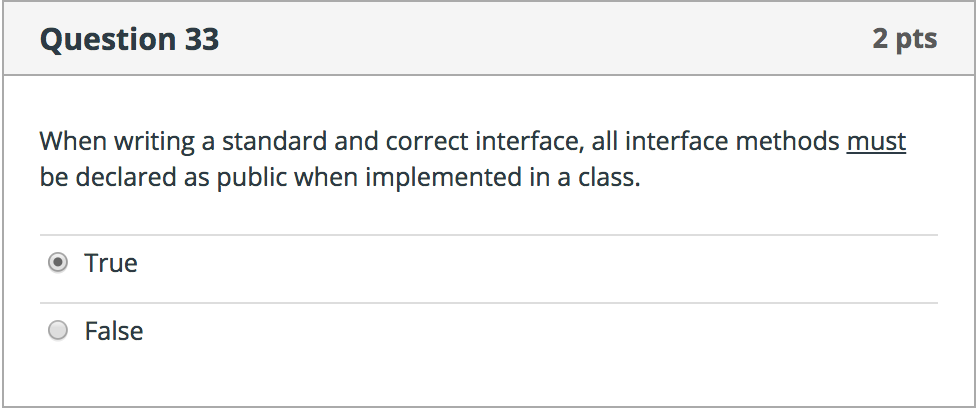 Question 33
2 pts
When writing a standard and correct interface, all interface methods must
be declared as public when implemented in a class.
True
False